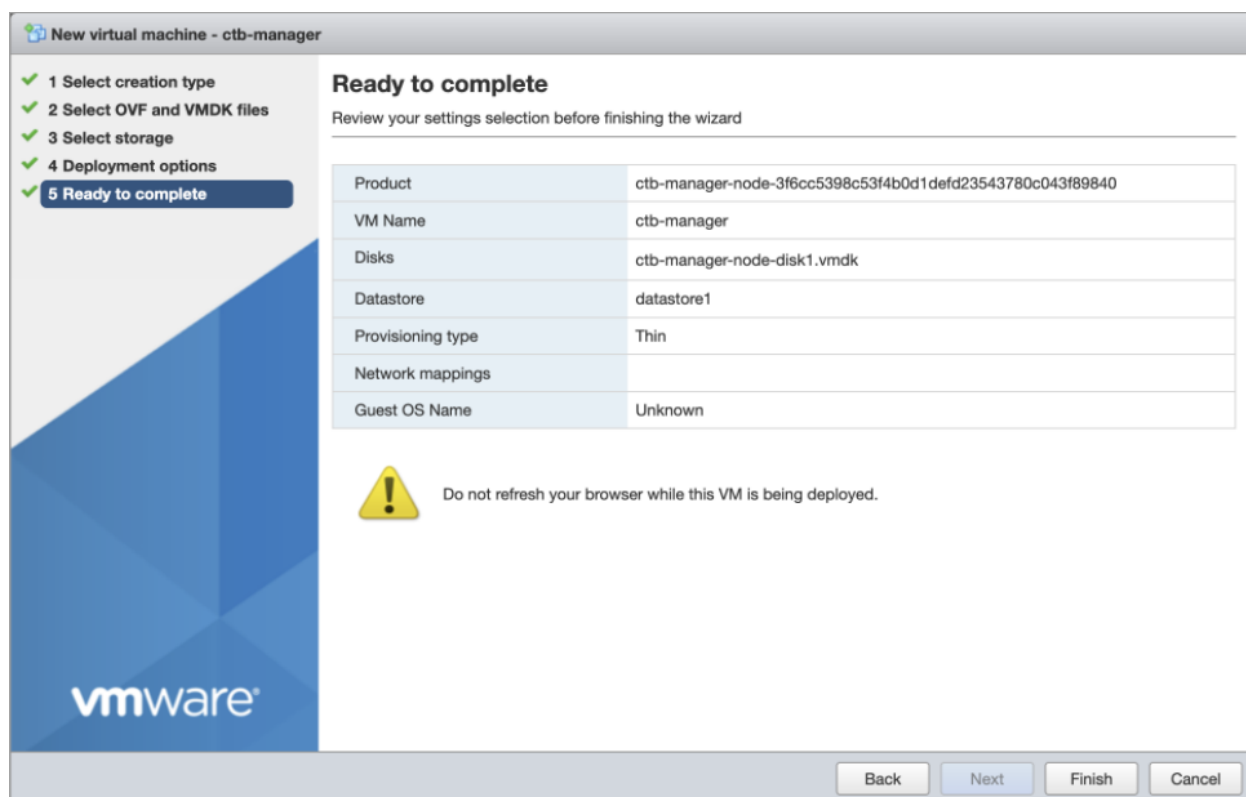 New virtual machine - ctb-manager
1 Select creation type
2 Select OVF and VMDK files
3 Select storage
4 Deployment options
5 Ready to complete
Ready to complete
Review your settings selection before finishing the wizard
Product ctb-manager-node-3f6cc5398c53f4b0d1defd23543780c043f89840
VM Name ctb-manager
Disks ctb-manager-node-disk1.vmdk
Datastore datastore1
Provisioning type Thin
Network mappings
Guest OS Name Unknown
Do not refresh your browser while this VM is being deployed.
vmware®
Back Next Finish Cancel